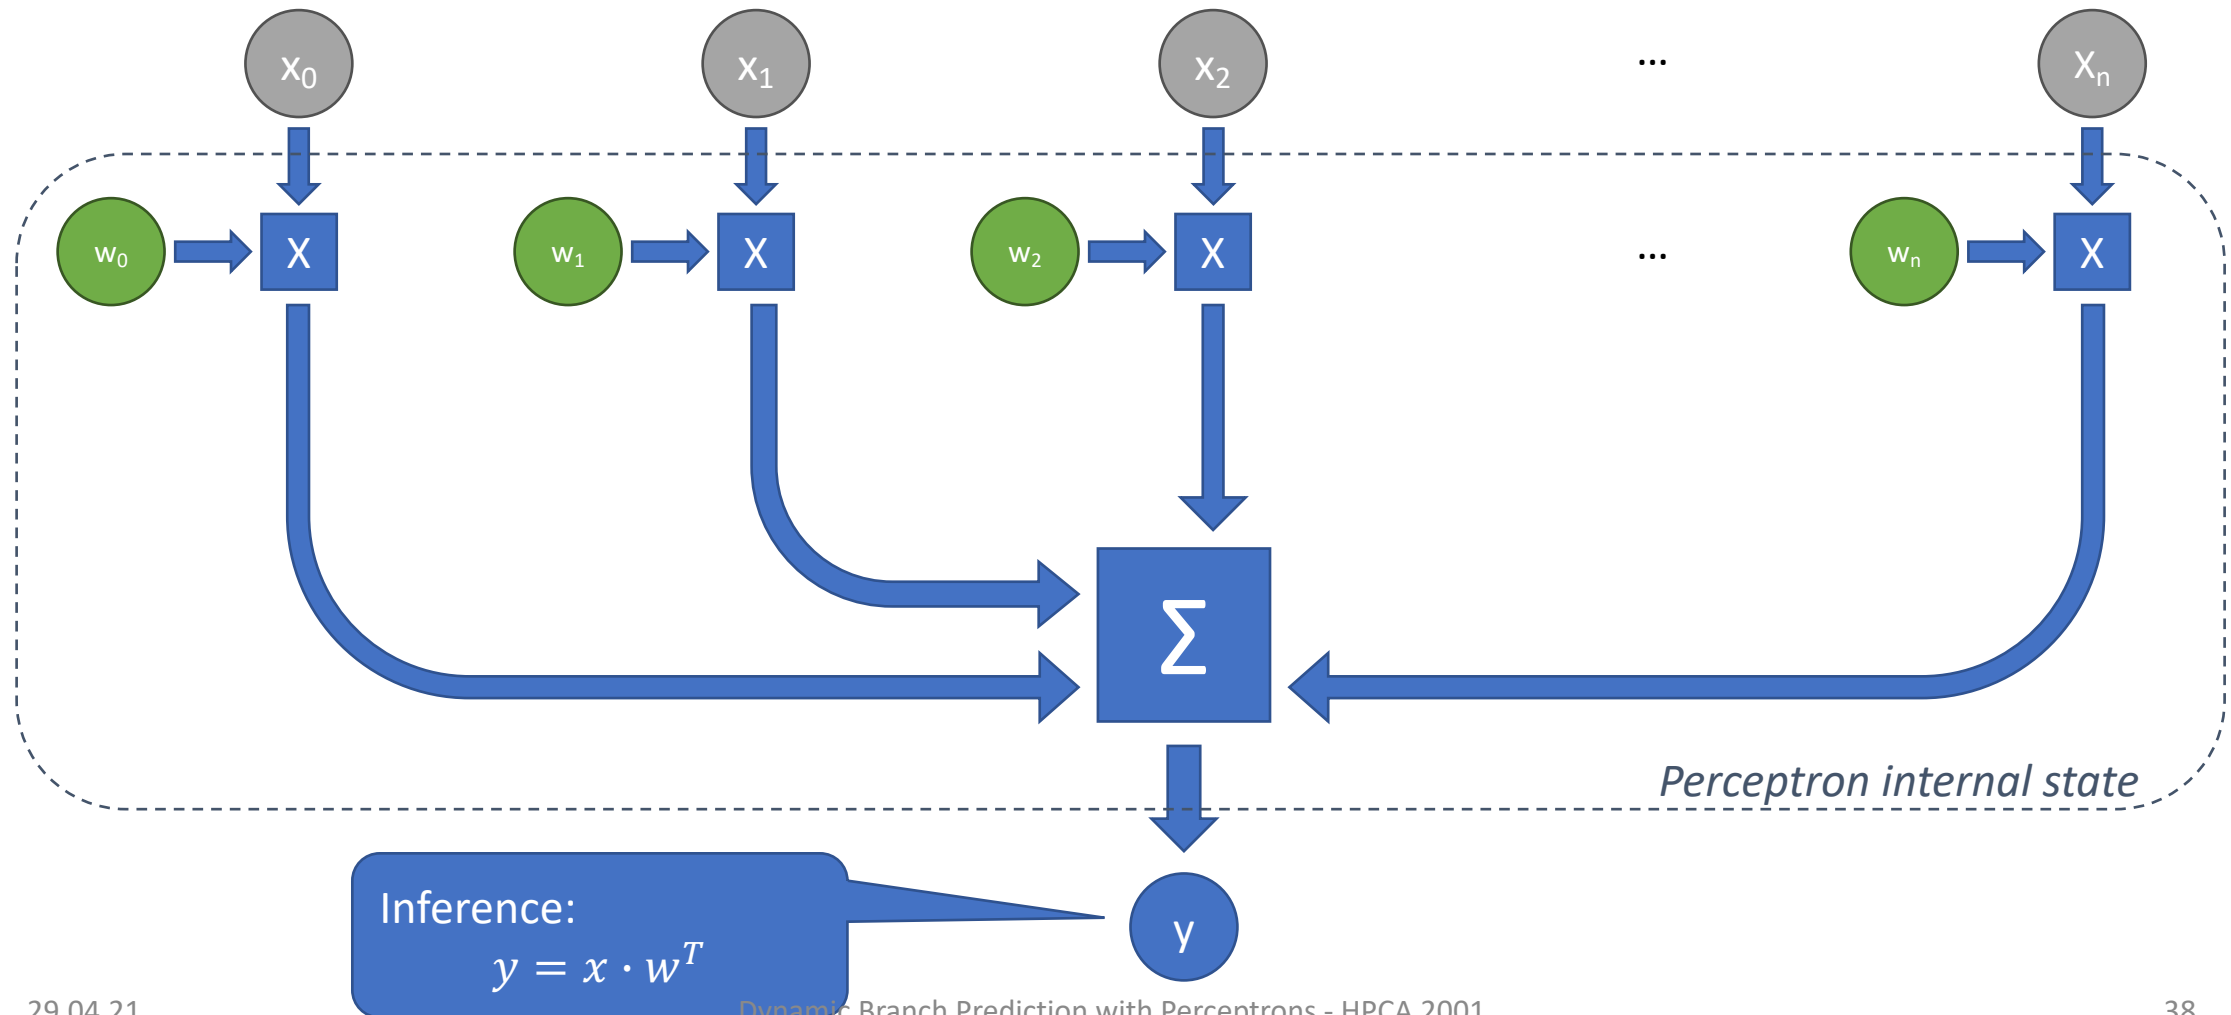 x0 x1 x2 ... Xn
w0 X w1 X w2 X ... wn X
Σ
Perceptron internal state
Inference:
y = x · w^T
y
29.04.21 Dynamic Branch Prediction with Perceptrons - HPCA 2001 38